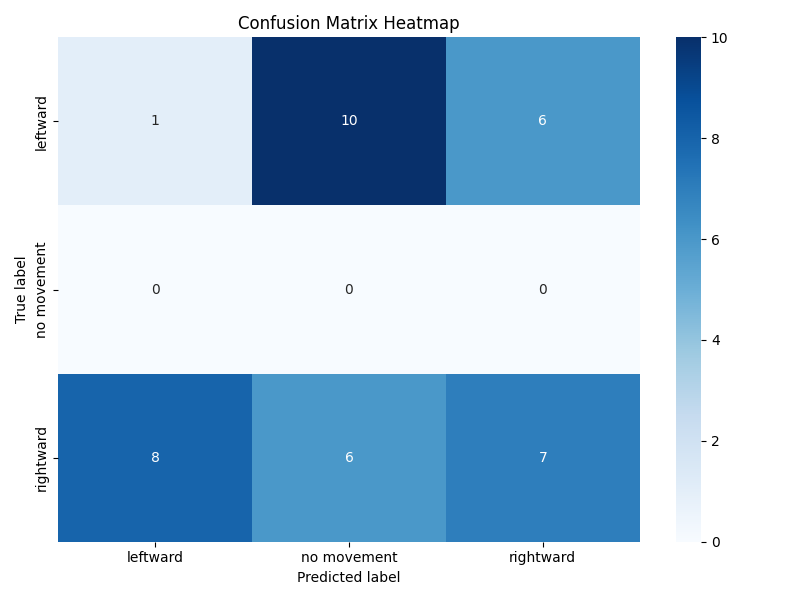 Confusion Matrix Heatmap
True label
leftward
no movement
rightward
1 10 6
0 0 0
8 6 7
leftward no movement rightward
Predicted label
10
8
6
4
2
0